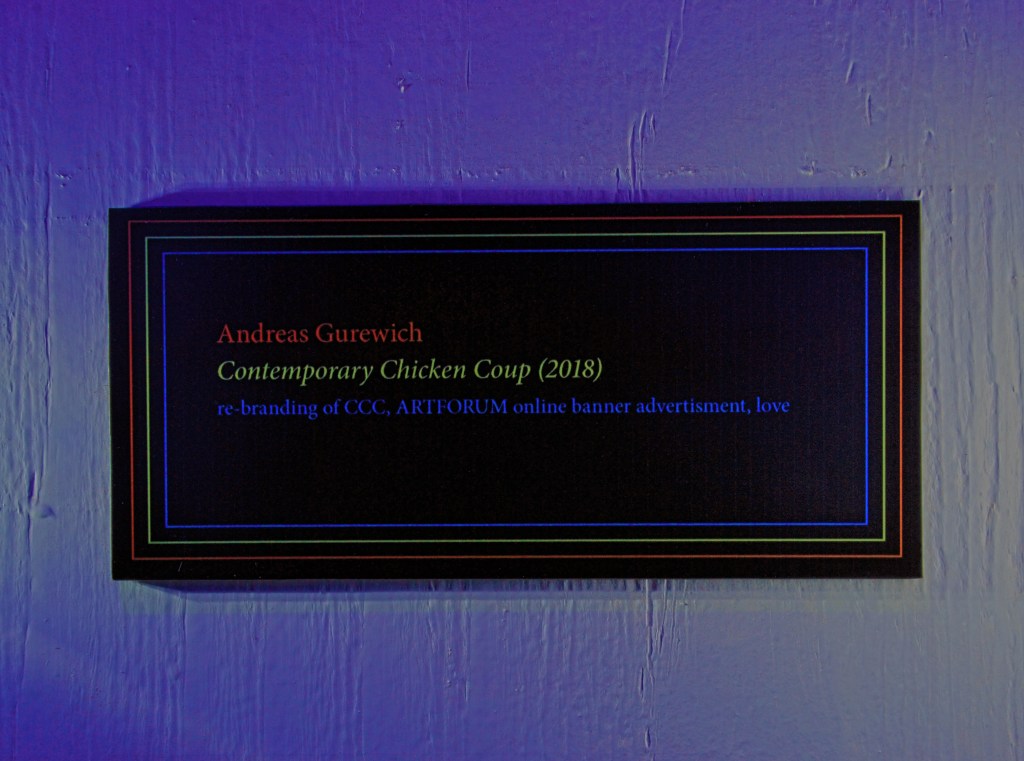 Andreas Gurewich
Contemporary Chicken Coup (2018)
re-branding of CCC, ARTFORUM online banner advertisment, love